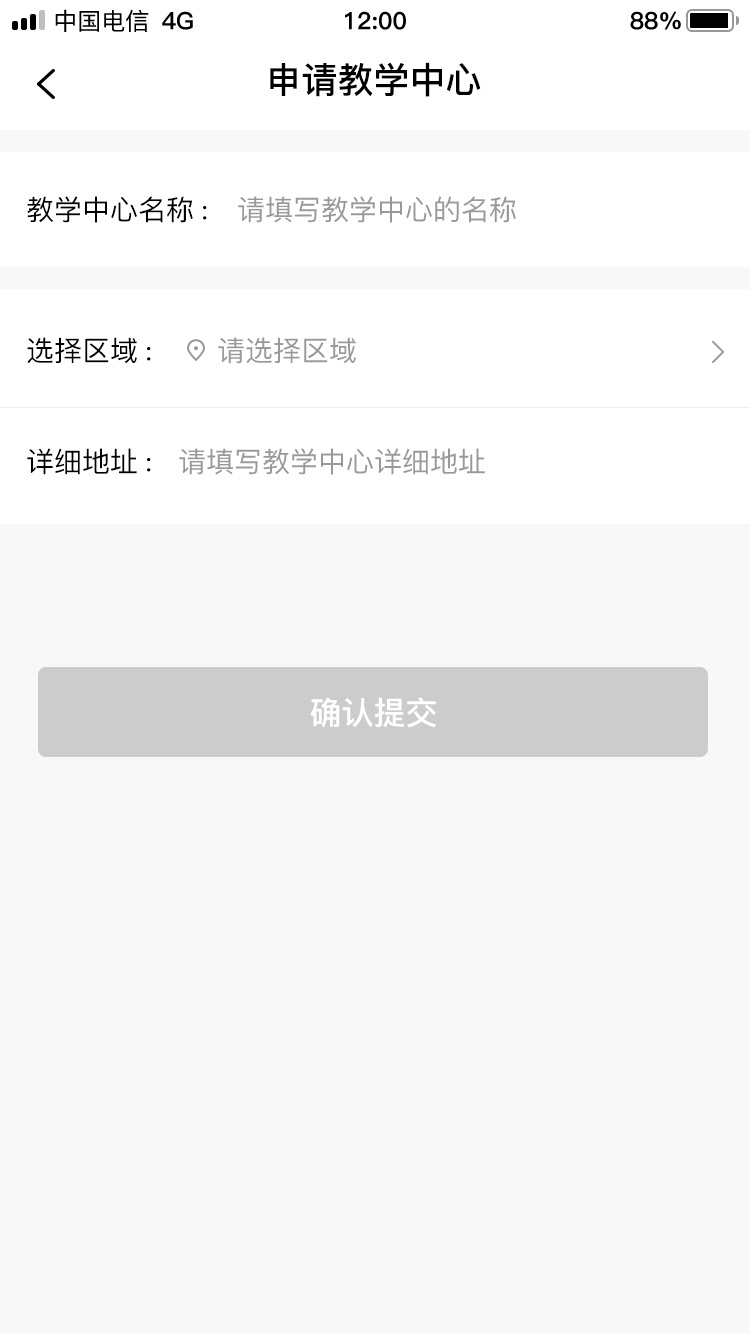 中国电信 4G 12:00 88%
申请教学中心
教学中心名称： 请填写教学中心的名称
选择区域： 请选择区域
详细地址： 请填写教学中心详细地址
确认提交